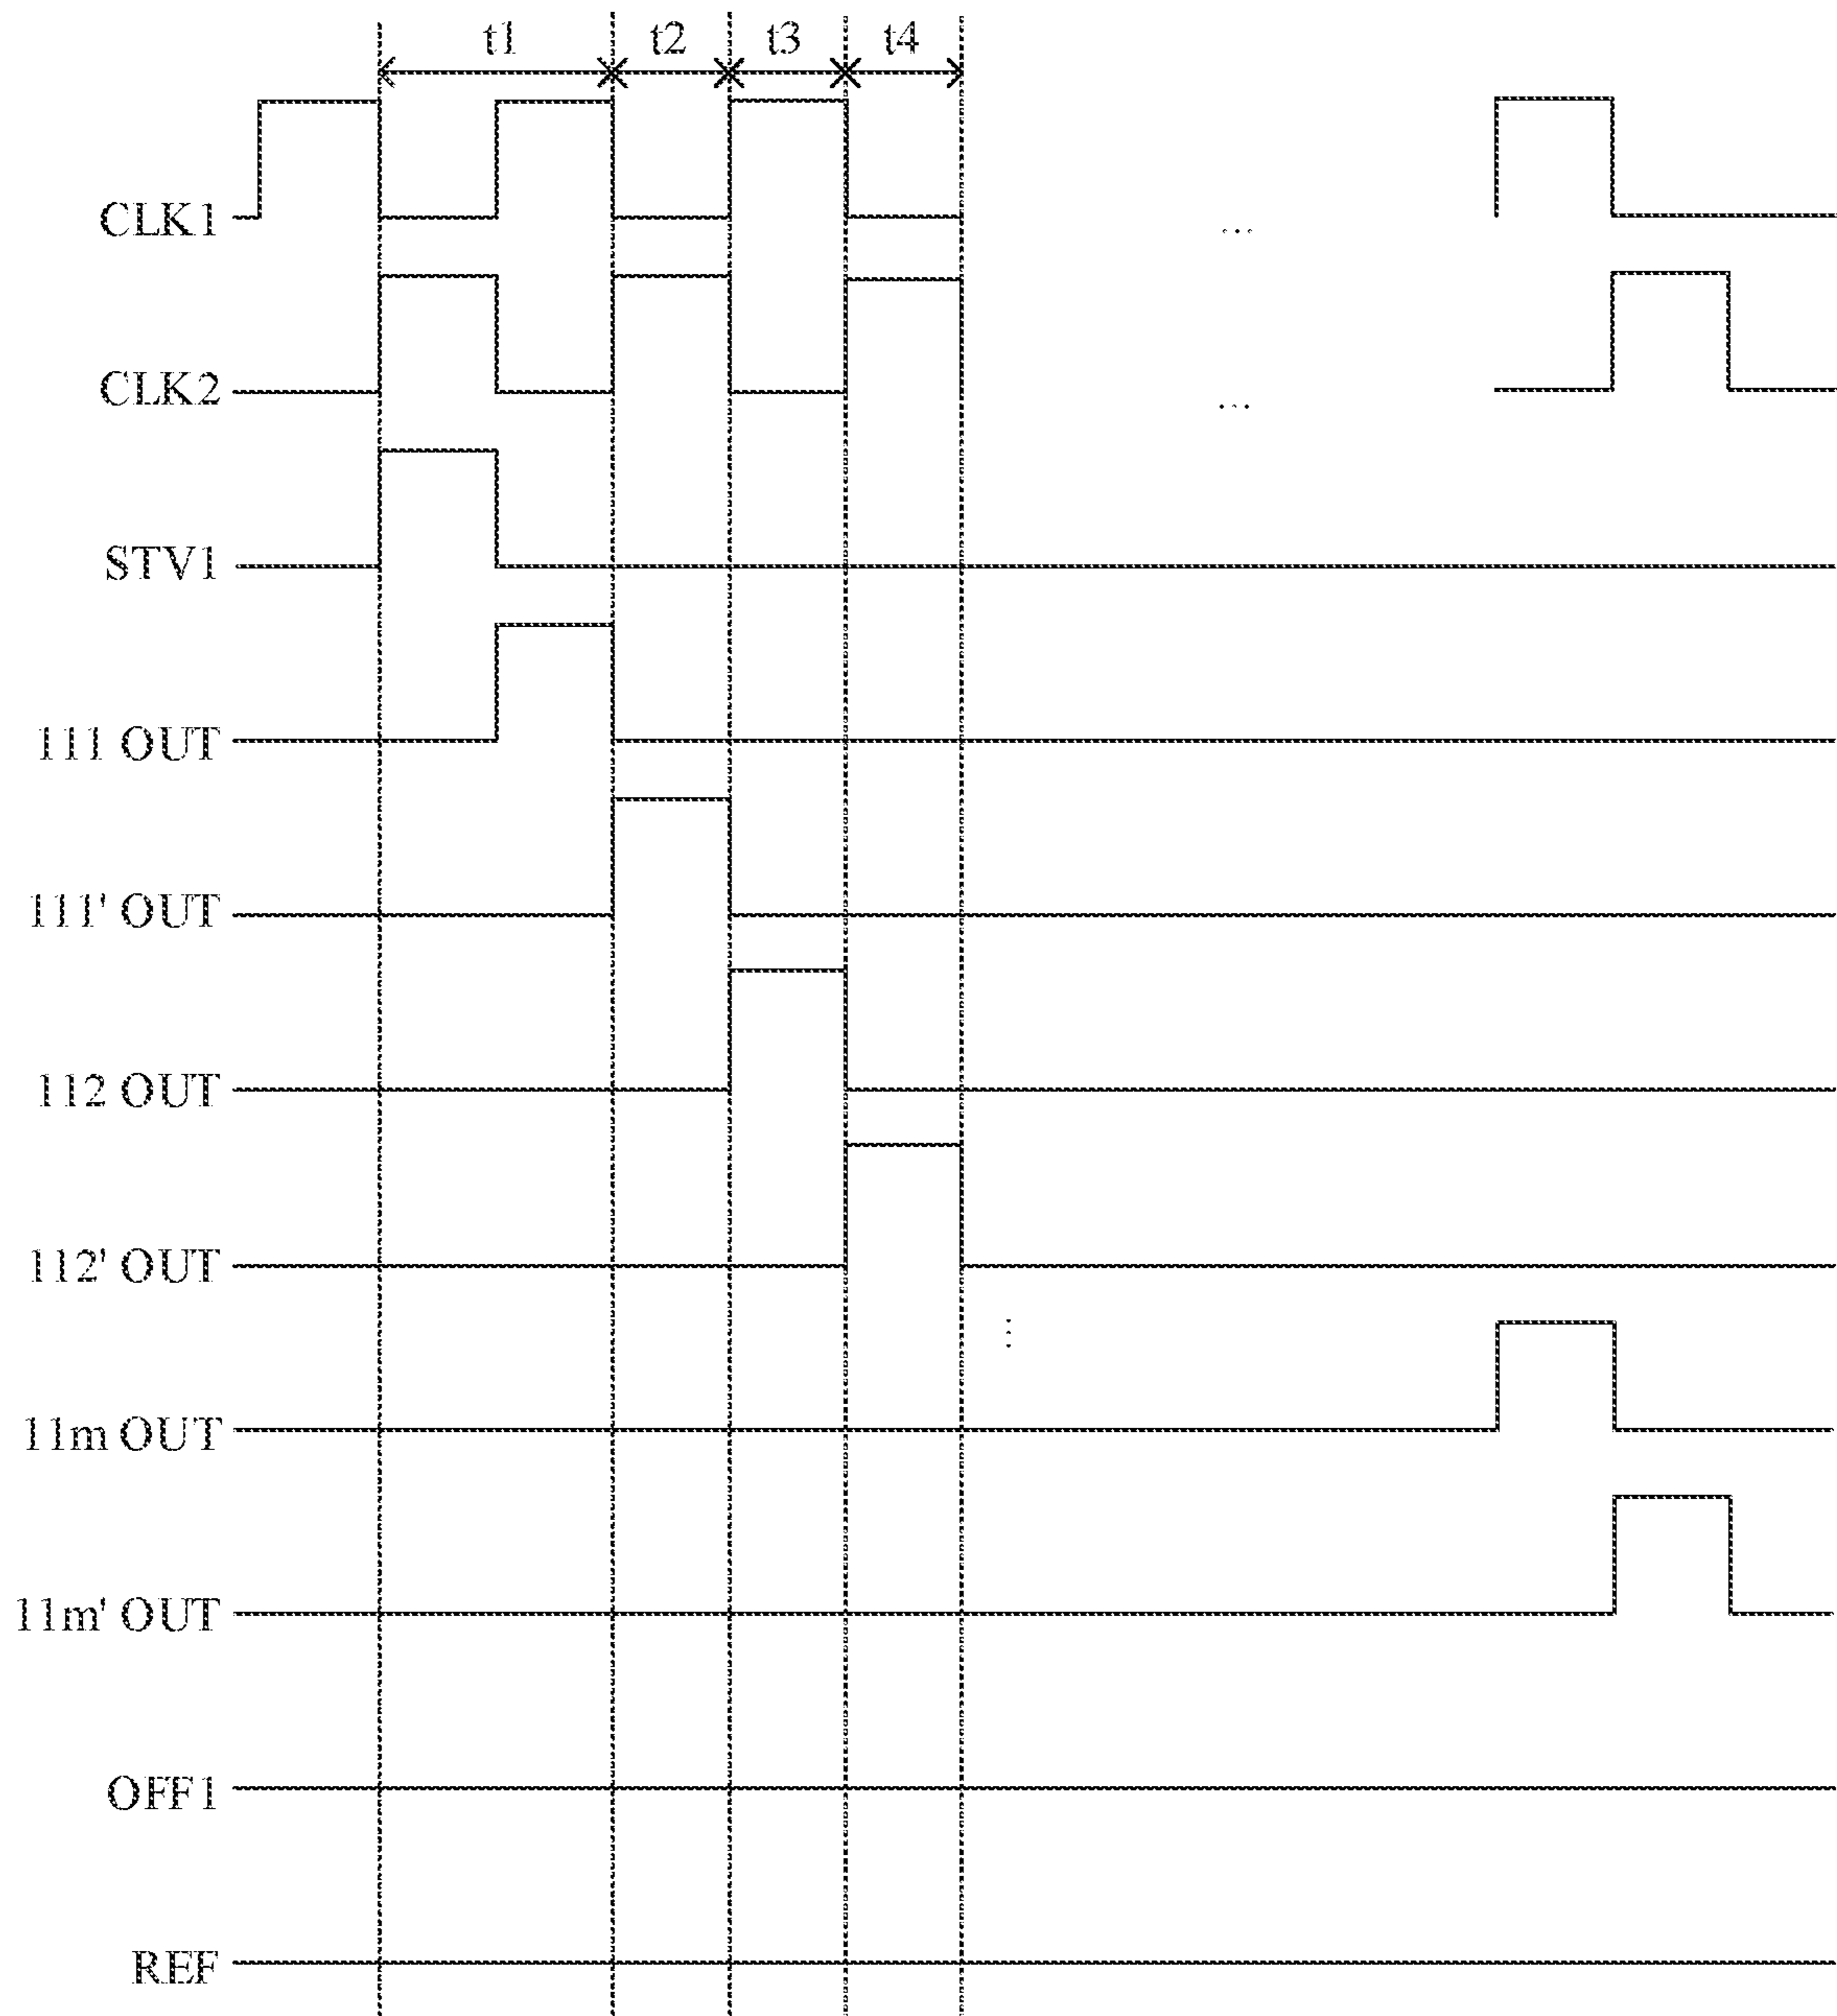 t1 t2 t3 t4
CLK1
...
CLK2
...
STV1
111 OUT
111' OUT
112 OUT
112' OUT
⋮
11m OUT
11m' OUT
OFF1
REF